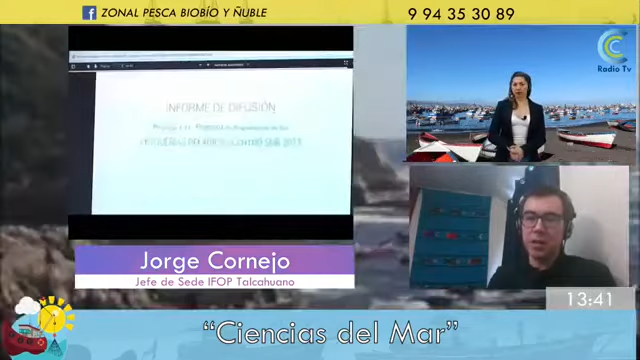 ZONAL PESCA BIOBÍO Y ÑUBLE
9 94 35 30 89
Radio Tv
INFORME DE DIFUSIÓN
Jorge Cornejo
Jefe de Sede IFOP Talcahuano
13:41
"Ciencias del Mar"